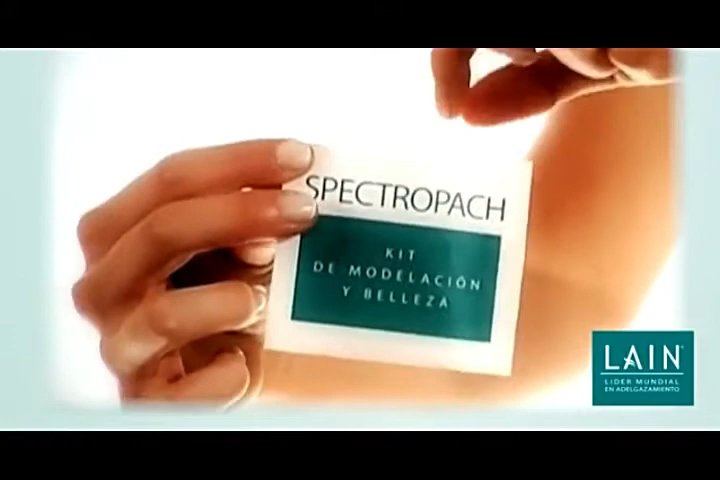 SPECTROPACH
KIT
DE MODELACIÓN
Y BELLEZA
LAIN®
LIDER MUNDIAL
EN ADELGAZAMIENTO